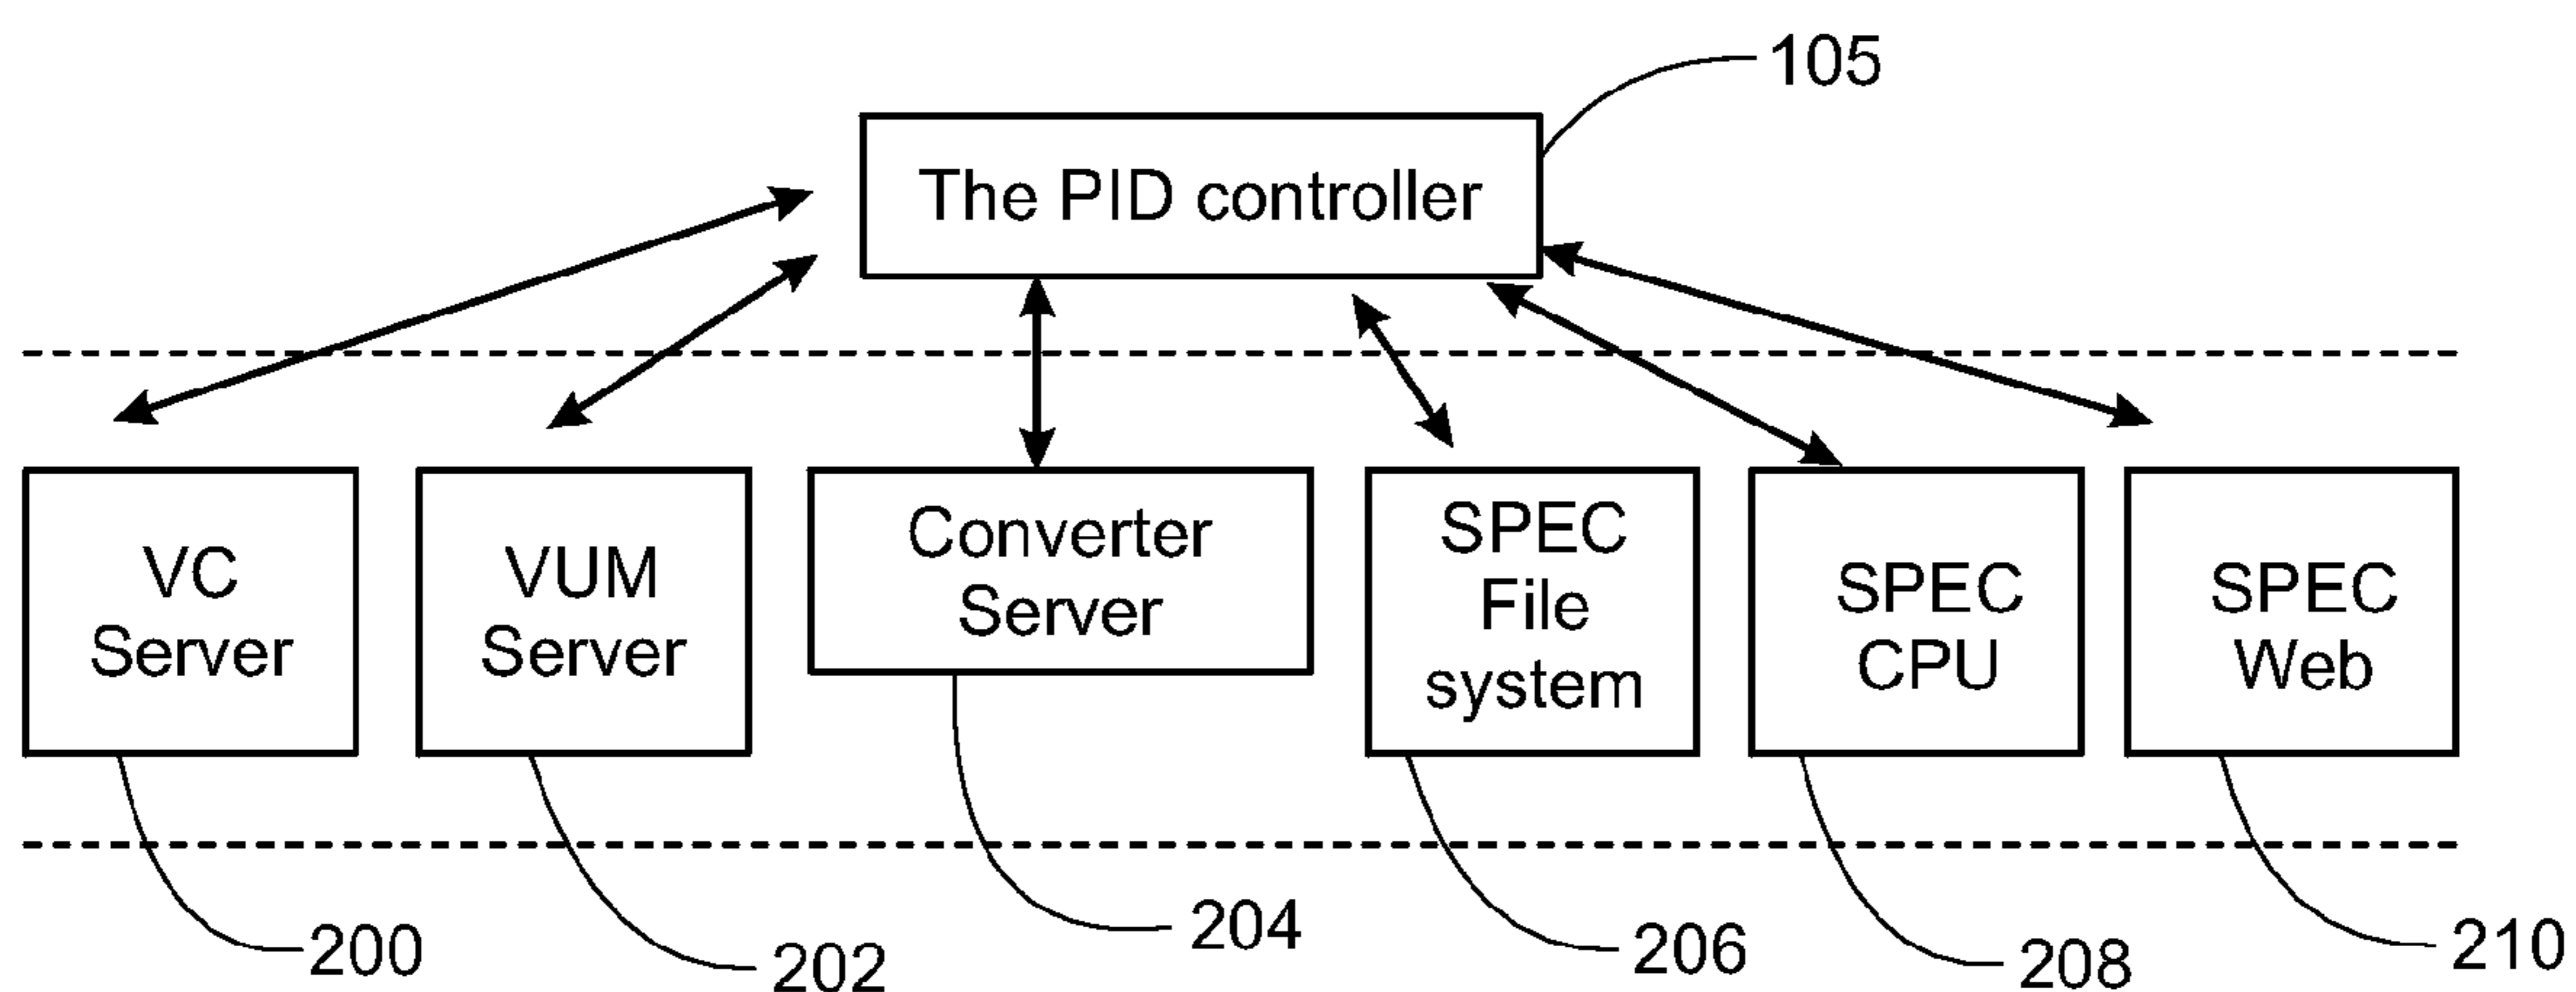 105
The PID controller
VC
Server
VUM
Server
Converter
Server
SPEC
File
system
SPEC
CPU
SPEC
Web
200
202
204
206
208
210